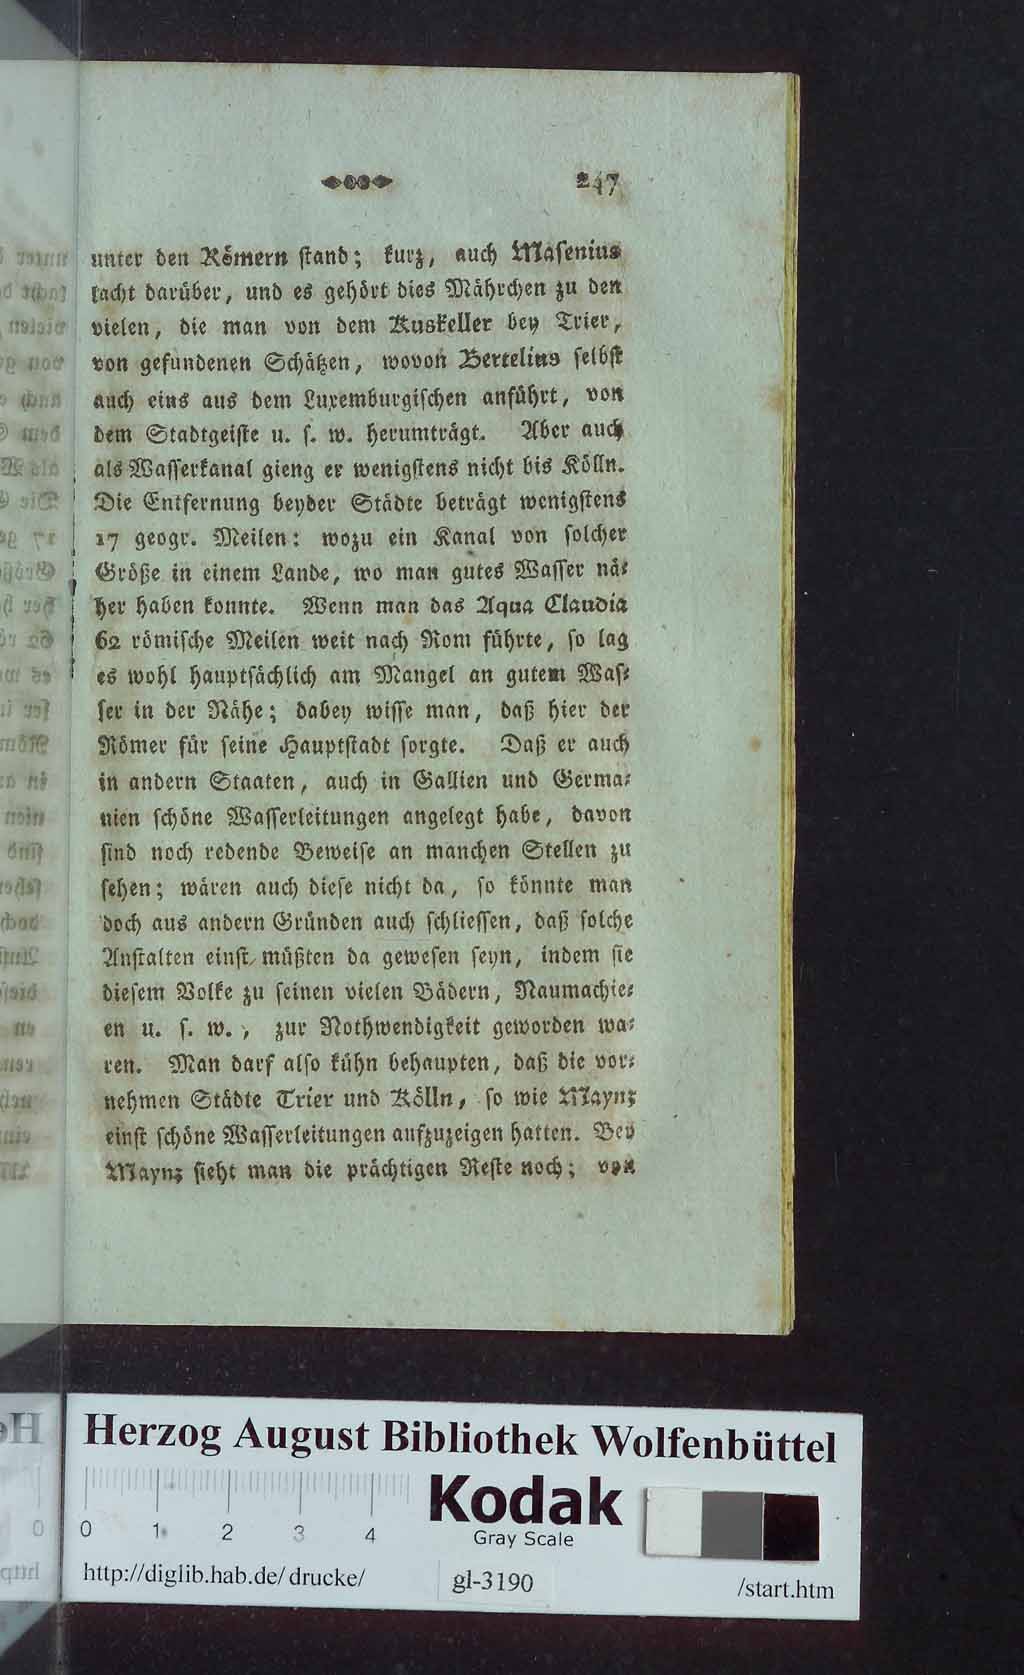 247
unter den Römern stand; kurz, auch Masenius
lacht darüber, und es gehört dies Mährchen zu den
vielen, die man von dem Kuskeller bey Trier,
von gefundenen Schätzen, wovon Bertelius selbst
auch eins aus dem Luxemburgischen anführt, von
dem Stadtgeiste u. s. w. herumträgt. Aber auch
als Wasserkanal gieng er wenigstens nicht bis Kölln.
Die Entfernung beyder Städte beträgt wenigstens
17 geogr. Meilen: wozu ein Kanal von solcher
Größe in einem Lande, wo man gutes Wasser nä⸗
her haben konnte. Wenn man das Aqua Claudia
62 römische Meilen weit nach Rom führte, so lag
es wohl hauptsächlich am Mangel an gutem Was⸗
ser in der Nähe; dabey wisse man, daß hier der
Römer für seine Hauptstadt sorgte. Daß er auch
in andern Staaten, auch in Gallien und Germa⸗
nien schöne Wasserleitungen angelegt habe, davon
sind noch redende Beweise an manchen Stellen zu
sehen; wären auch diese nicht da, so könnte man
doch aus andern Gründen auch schliessen, daß solche
Anstalten einst müßten da gewesen seyn, indem sie
diesem Volke zu seinen vielen Bädern, Naumachie⸗
en u. s. w., zur Nothwendigkeit geworden wa⸗
ren. Man darf also kühn behaupten, daß die vor⸗
nehmen Städte Trier und Kölln, so wie Maynz
einst schöne Wasserleitungen aufzuzeigen hatten. Bey
Maynz sieht man die prächtigen Reste noch; von
Herzog August Bibliothek Wolfenbüttel
Kodak
Gray Scale
0 1 2 3 4
http://diglib.hab.de/drucke/ gl-3190 /start.htm